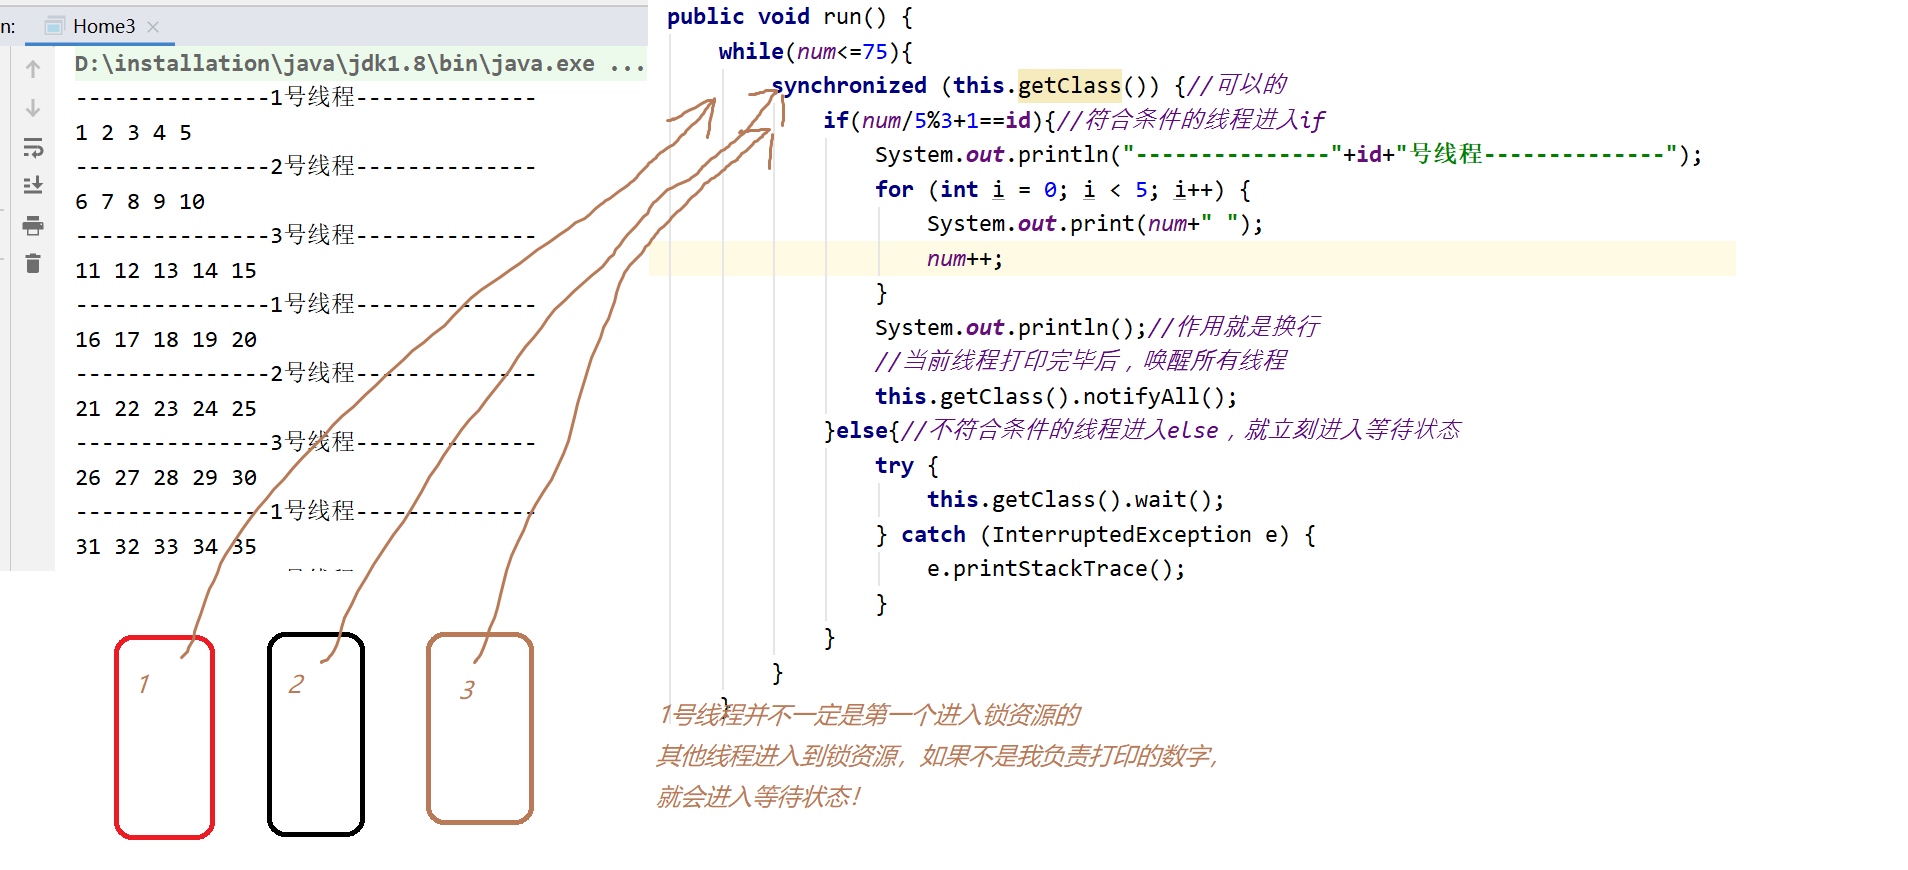 n:
Home3
D:\installation\java\jdk1.8\bin\java.exe ...
---------------1号线程--------------
1 2 3 4 5
---------------2号线程--------------
6 7 8 9 10
---------------3号线程--------------
11 12 13 14 15
---------------1号线程--------------
16 17 18 19 20
---------------2号线程--------------
21 22 23 24 25
---------------3号线程--------------
26 27 28 29 30
---------------1号线程--------------
31 32 33 34 35
public void run() {
while(num<=75){
synchronized (this.getClass()) {//可以的
if(num/5%3+1==id){//符合条件的线程进入if
System.out.println("---------------"+id+"号线程--------------");
for (int i = 0; i < 5; i++) {
System.out.print(num+" ");
num++;
}
System.out.println();//作用就是换行
//当前线程打印完毕后，唤醒所有线程
this.getClass().notifyAll();
}else{//不符合条件的线程进入else，就立刻进入等待状态
try {
this.getClass().wait();
} catch (InterruptedException e) {
e.printStackTrace();
}
}
}
}
1号线程并不一定是第一个进入锁资源的
其他线程进入到锁资源，如果不是我负责打印的数字，
就会进入等待状态！
1
2
3